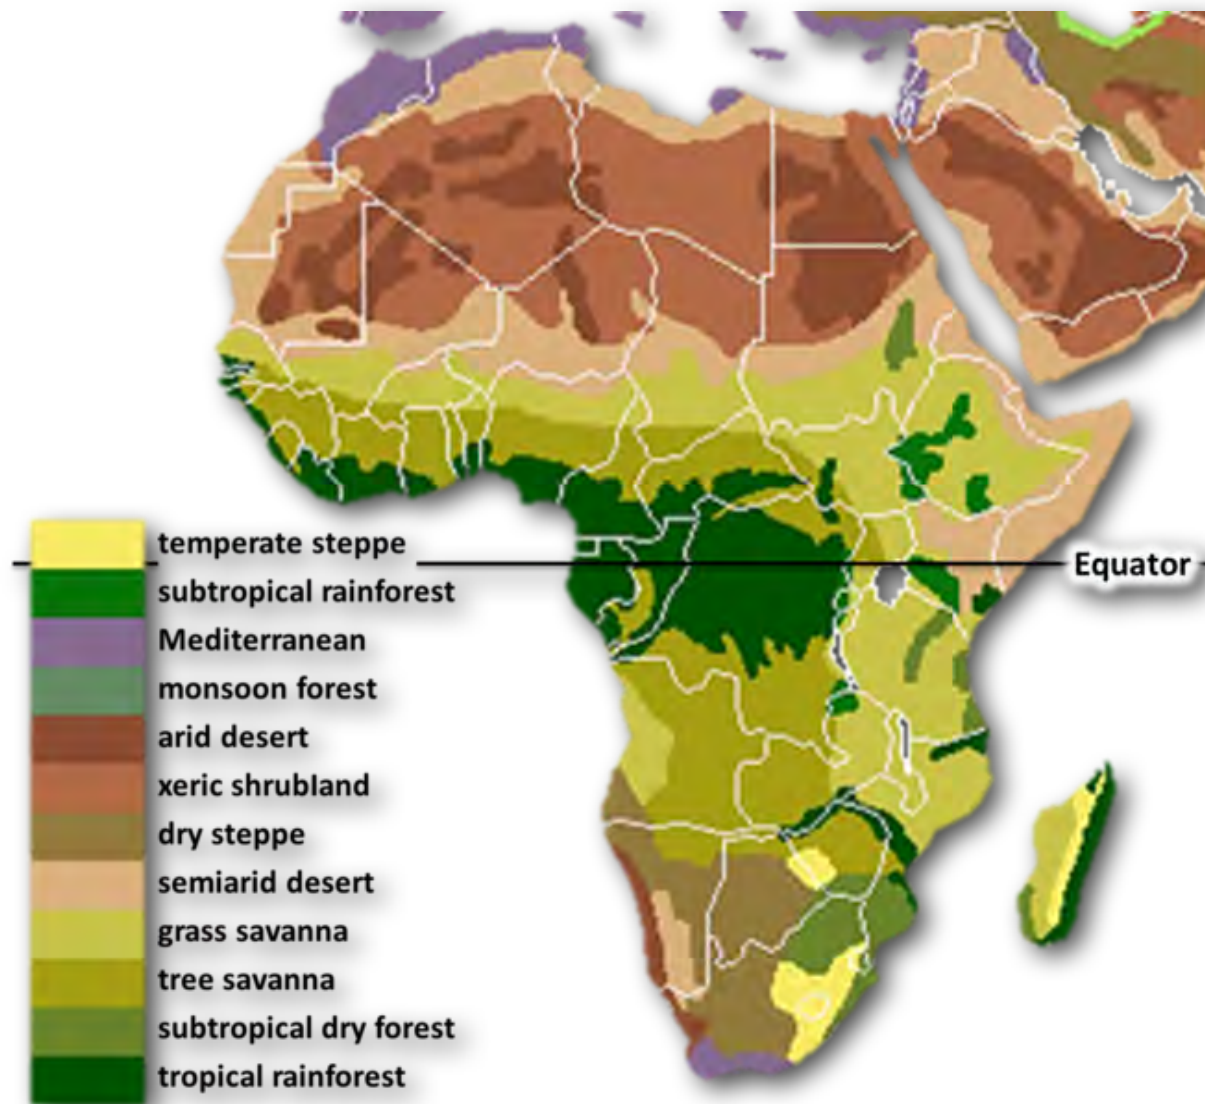 temperate steppe
Equator
subtropical rainforest
Mediterranean
monsoon forest
arid desert
xeric shrubland
dry steppe
semiarid desert
grass savanna
tree savanna
subtropical dry forest
tropical rainforest